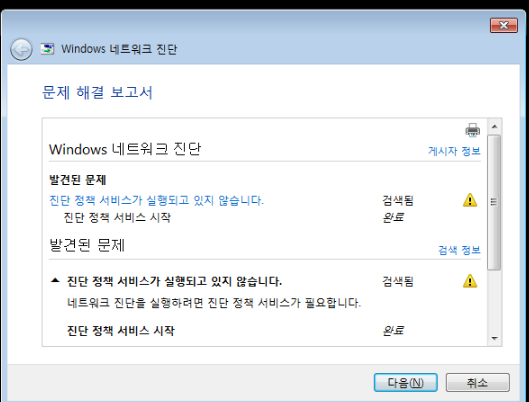 Windows 네트워크 진단
문제 해결 보고서
Windows 네트워크 진단
게시자 정보
발견된 문제
진단 정책 서비스가 실행되고 있지 않습니다. 검색됨
진단 정책 서비스 시작 완료
발견된 문제
검색 정보
진단 정책 서비스가 실행되고 있지 않습니다. 검색됨
네트워크 진단을 실행하려면 진단 정책 서비스가 필요합니다.
진단 정책 서비스 시작 완료
다음(N) 취소